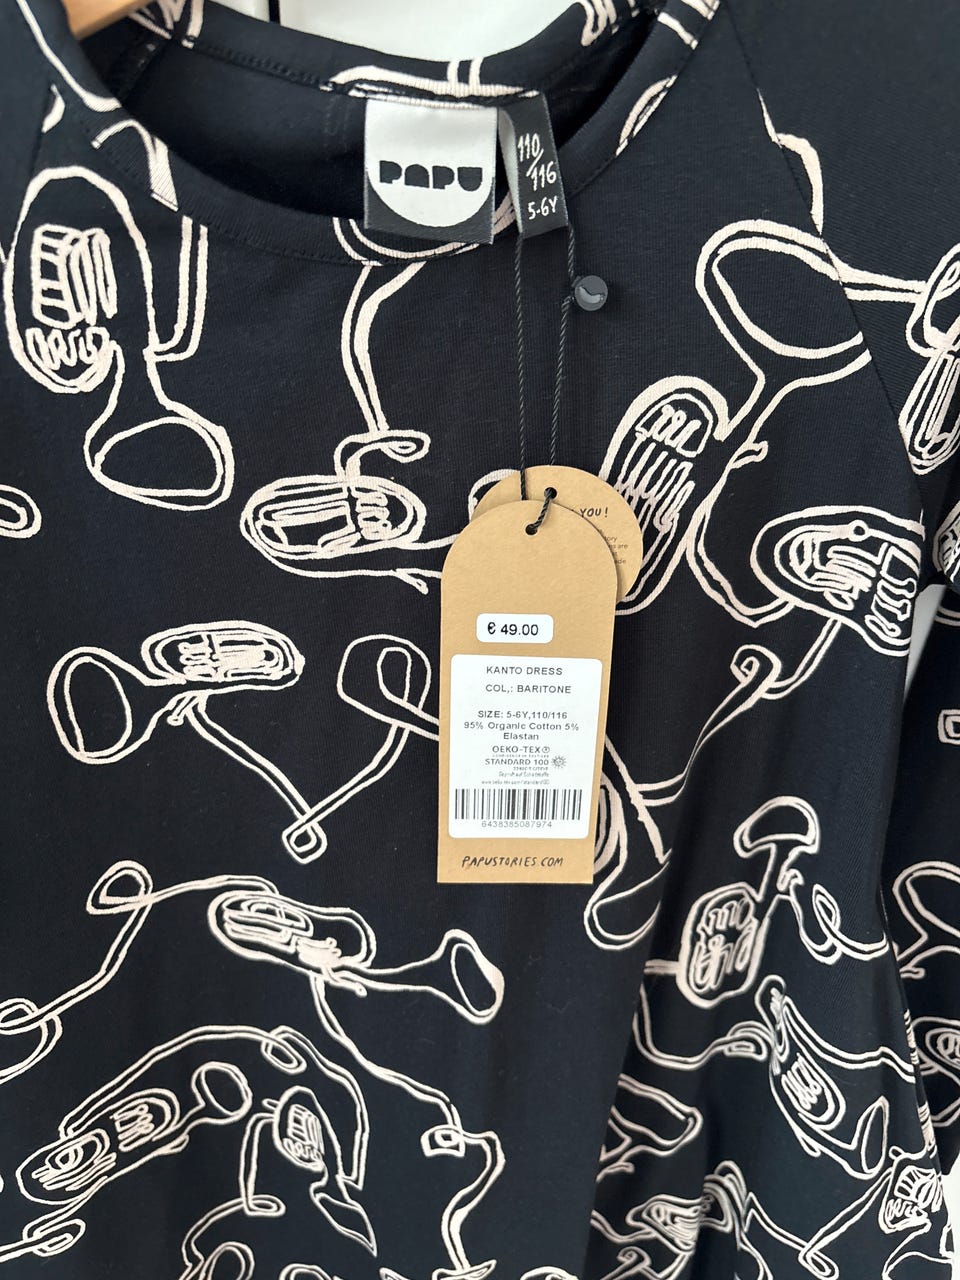 PAPU
110/
116
5-6Y
YOU!
€ 49.00
KANTO DRESS
COL,: BARITONE
SIZE: 5-6Y,110/116
95% Organic Cotton 5%
Elastan
OEKO-TEX®
STANDARD 100
6438385087974
PAPUSTORIES.COM